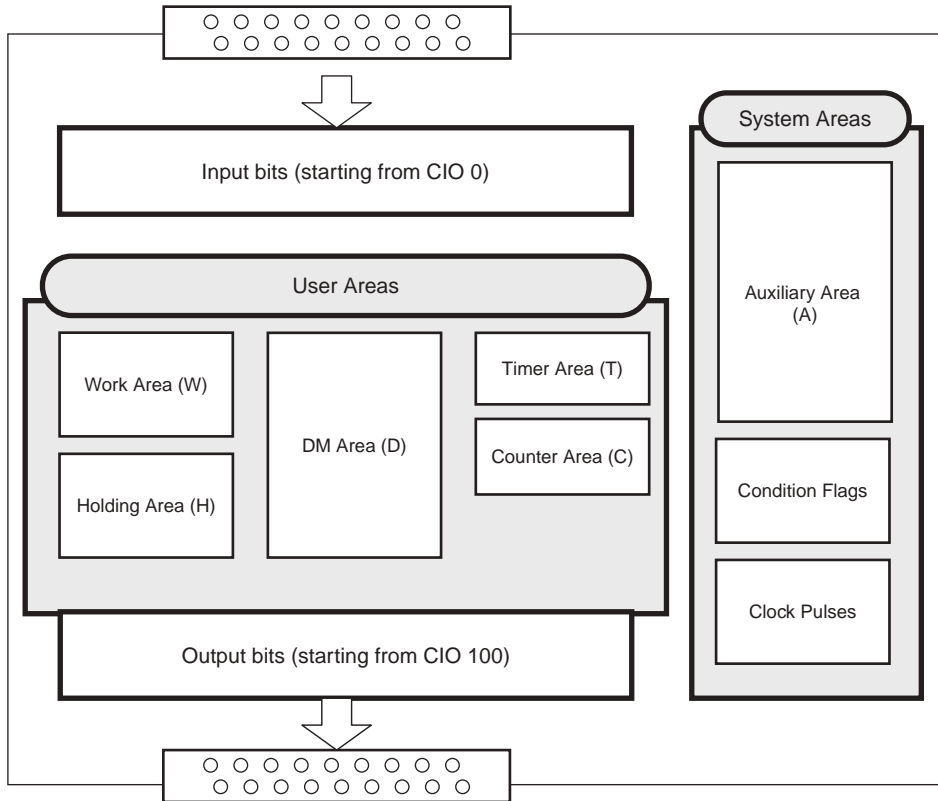 Input bits (starting from CIO 0)
User Areas
Work Area (W)
Holding Area (H)
DM Area (D)
Timer Area (T)
Counter Area (C)
Output bits (starting from CIO 100)
System Areas
Auxiliary Area
(A)
Condition Flags
Clock Pulses